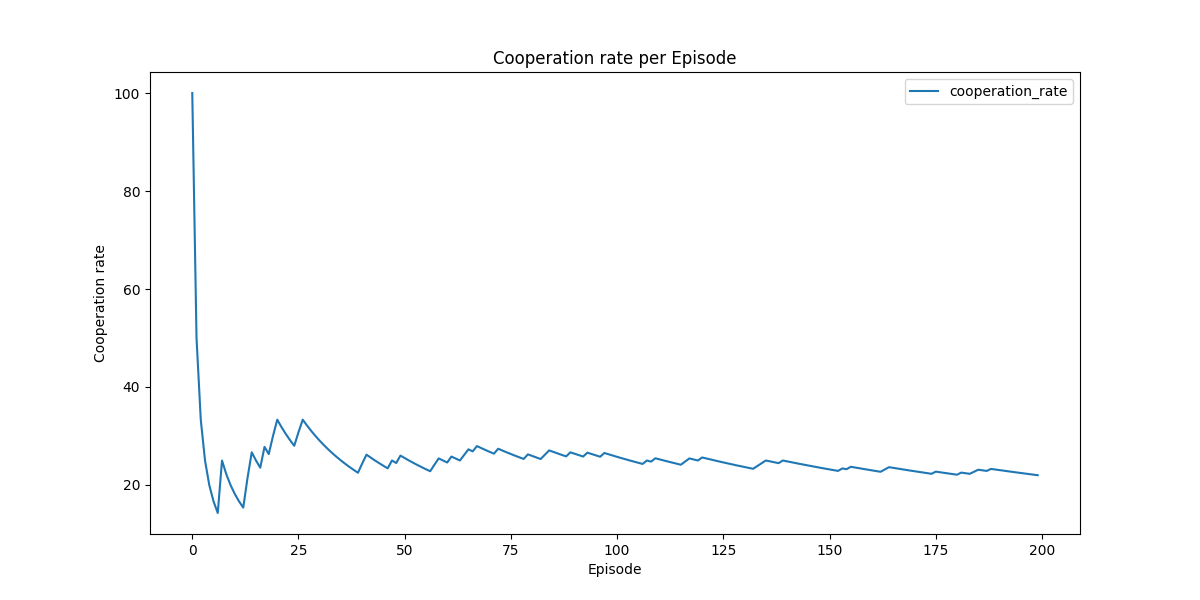 Cooperation rate per Episode
cooperation_rate
Cooperation rate
100
80
60
40
20
0 25 50 75 100 125 150 175 200
Episode